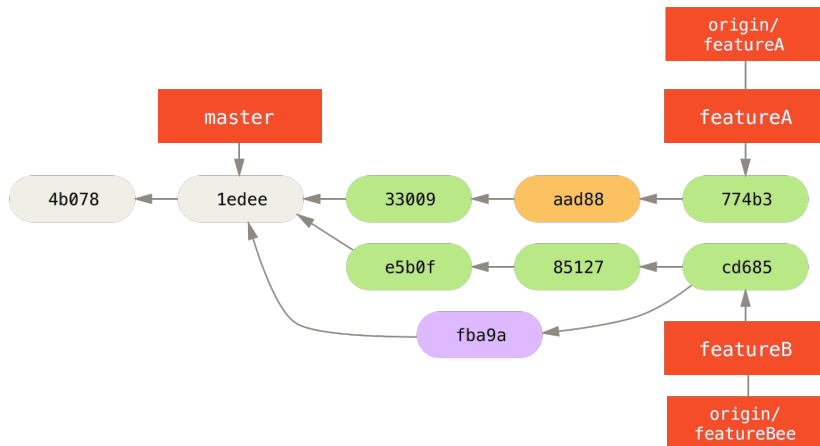 origin/
featureA
master
featureA
4b078
1edee
33009
aad88
774b3
e5b0f
85127
cd685
fba9a
featureB
origin/
featureBee